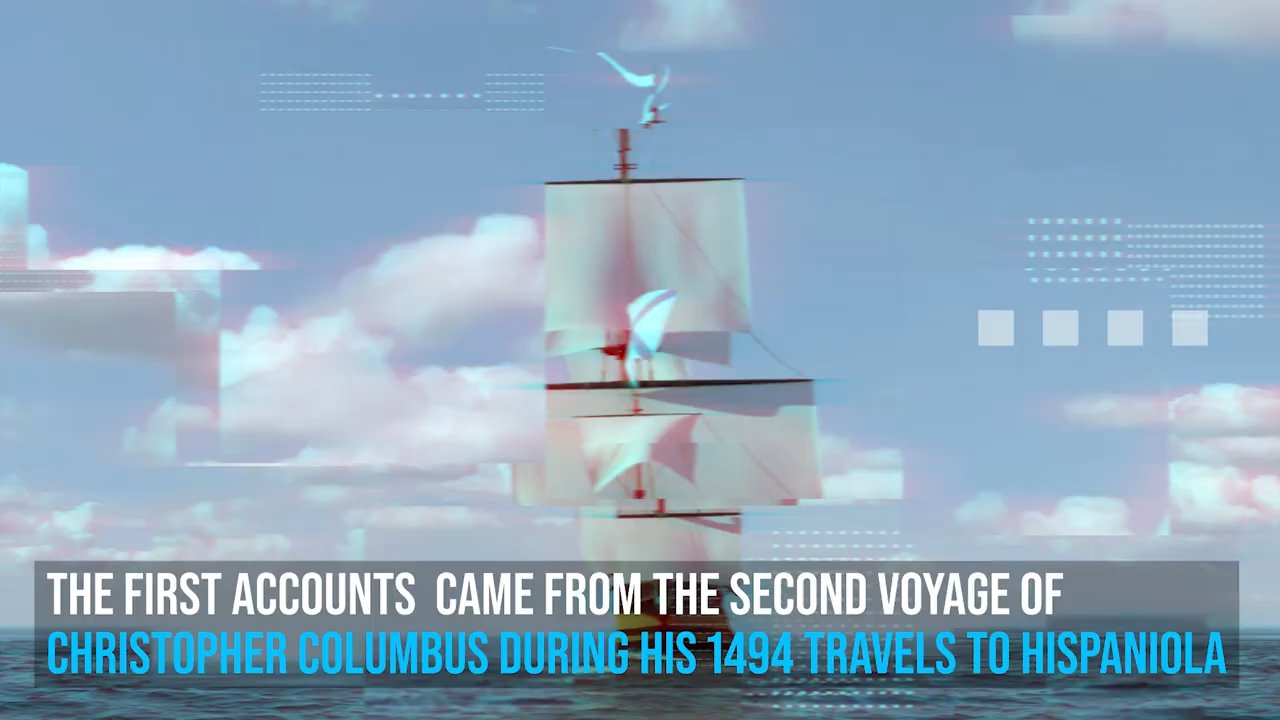 THE FIRST ACCOUNTS  CAME FROM THE SECOND VOYAGE OF
CHRISTOPHER COLUMBUS DURING HIS 1494 TRAVELS TO HISPANIOLA